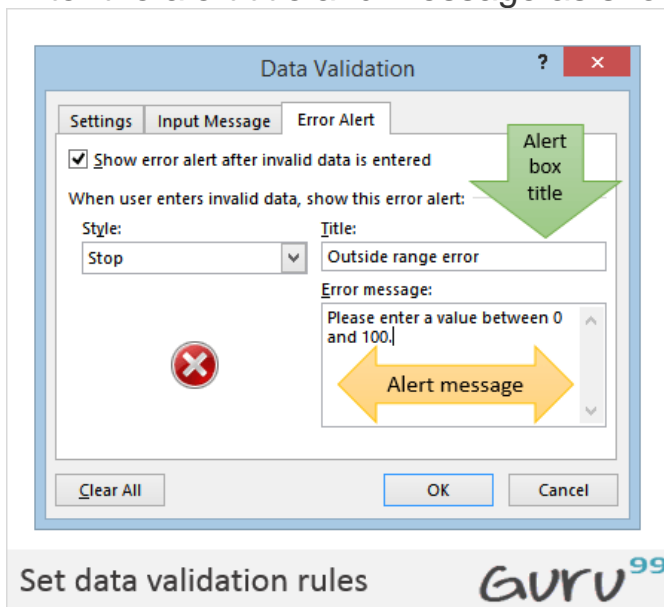 Data Validation ?
Settings Input Message Error Alert
Show error alert after invalid data is entered
When user enters invalid data, show this error alert:
Style:
Stop
Title:
Outside range error
Error message:
Please enter a value between 0
and 100.
Alert
box
title
Alert message
Clear All OK Cancel
Set data validation rules
Guru99